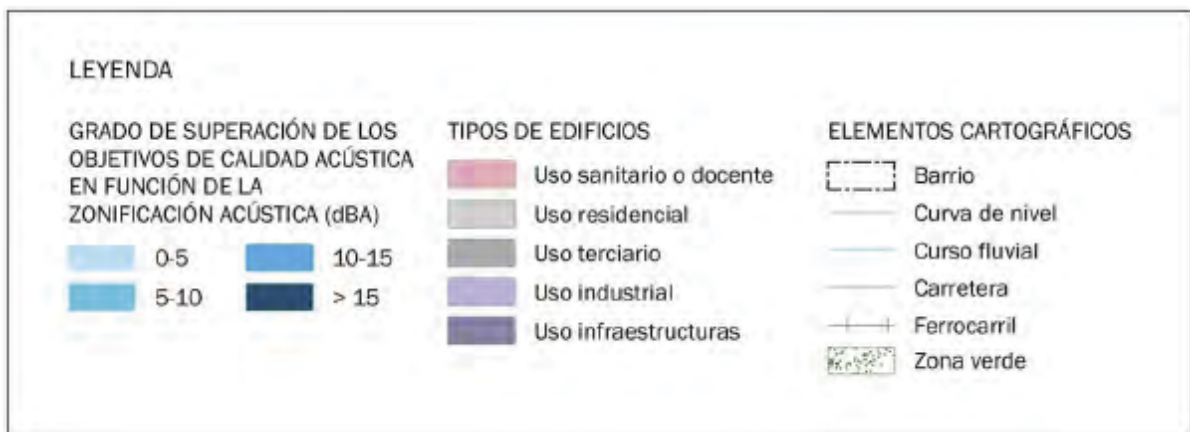 LEYENDA
GRADO DE SUPERACIÓN DE LOS
OBJETIVOS DE CALIDAD ACÚSTICA
EN FUNCIÓN DE LA
ZONIFICACIÓN ACÚSTICA (dBA)
0-5
10-15
5-10
> 15
TIPOS DE EDIFICIOS
Uso sanitario o docente
Uso residencial
Uso terciario
Uso industrial
Uso infraestructuras
ELEMENTOS CARTOGRÁFICOS
Barrio
Curva de nivel
Curso fluvial
Carretera
Ferrocarril
Zona verde